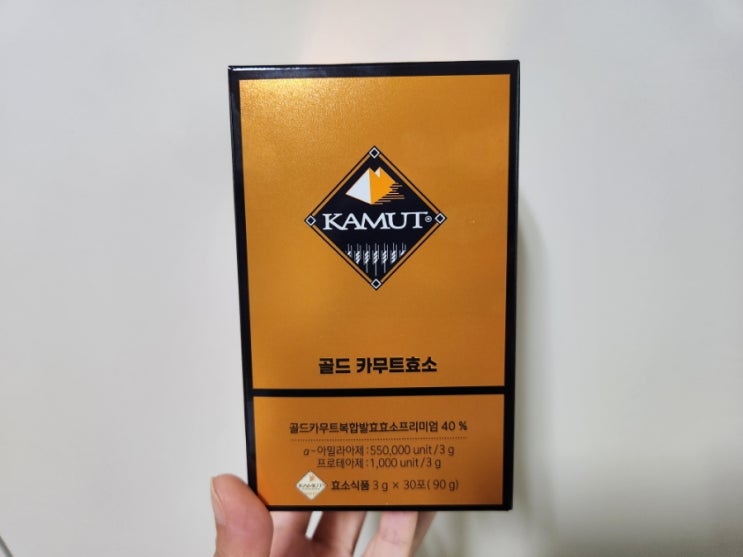 KAMUT®
골드 카무트효소
골드카무트복합발효효소프리미엄 40 %
α-아밀라아제 : 550,000 unit / 3 g
프로테아제 : 1,000 unit / 3 g
KAMUT 효소식품 3 g × 30포( 90 g)